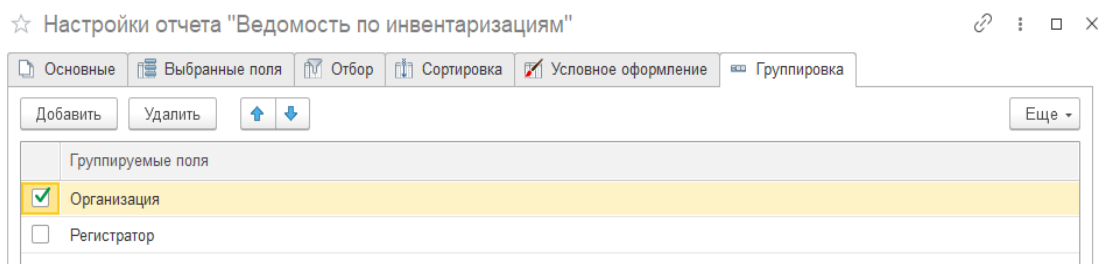 Настройки отчета "Ведомость по инвентаризациям"
Основные Выбранные поля Отбор Сортировка Условное оформление Группировка
Добавить Удалить Еще
Группируемые поля
Организация
Регистратор